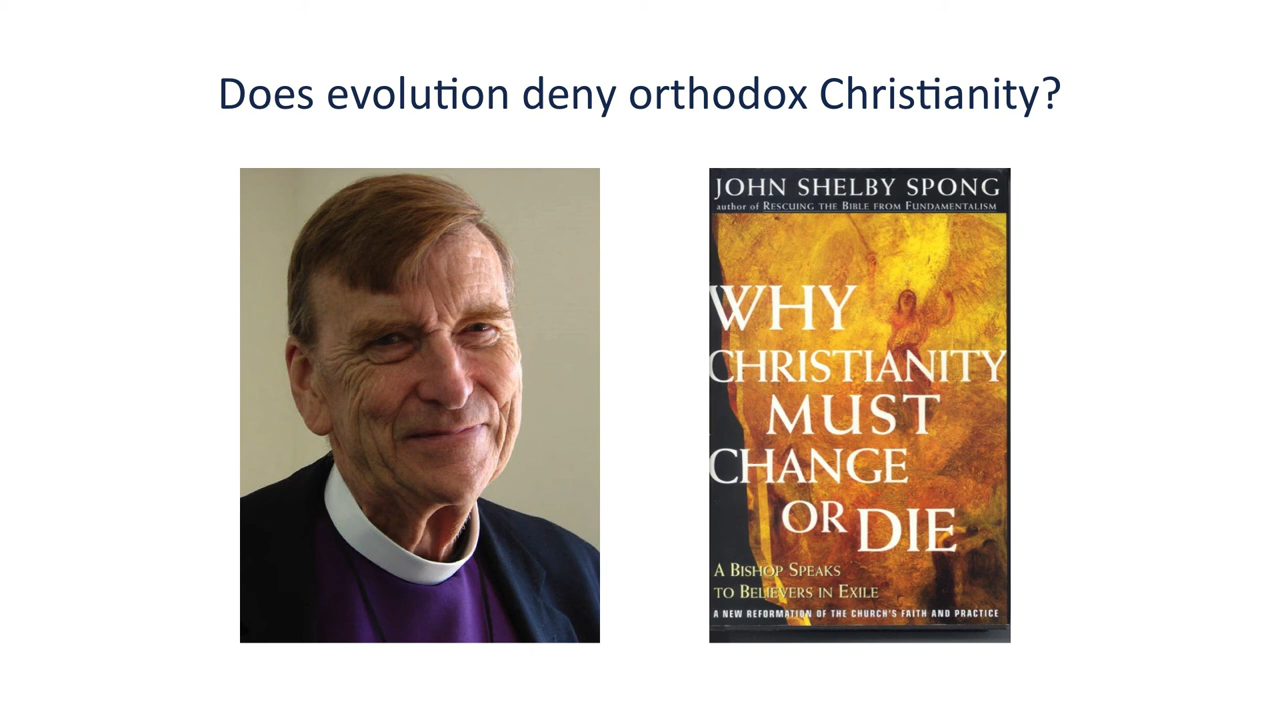 Does evolution deny orthodox Christianity?
JOHN SHELBY SPONG
author of RESCUING THE BIBLE FROM FUNDAMENTALISM
WHY
CHRISTIANITY
MUST
CHANGE
OR DIE
A BISHOP SPEAKS
TO BELIEVERS IN EXILE
A NEW REFORMATION OF THE CHURCH'S FAITH AND PRACTICE